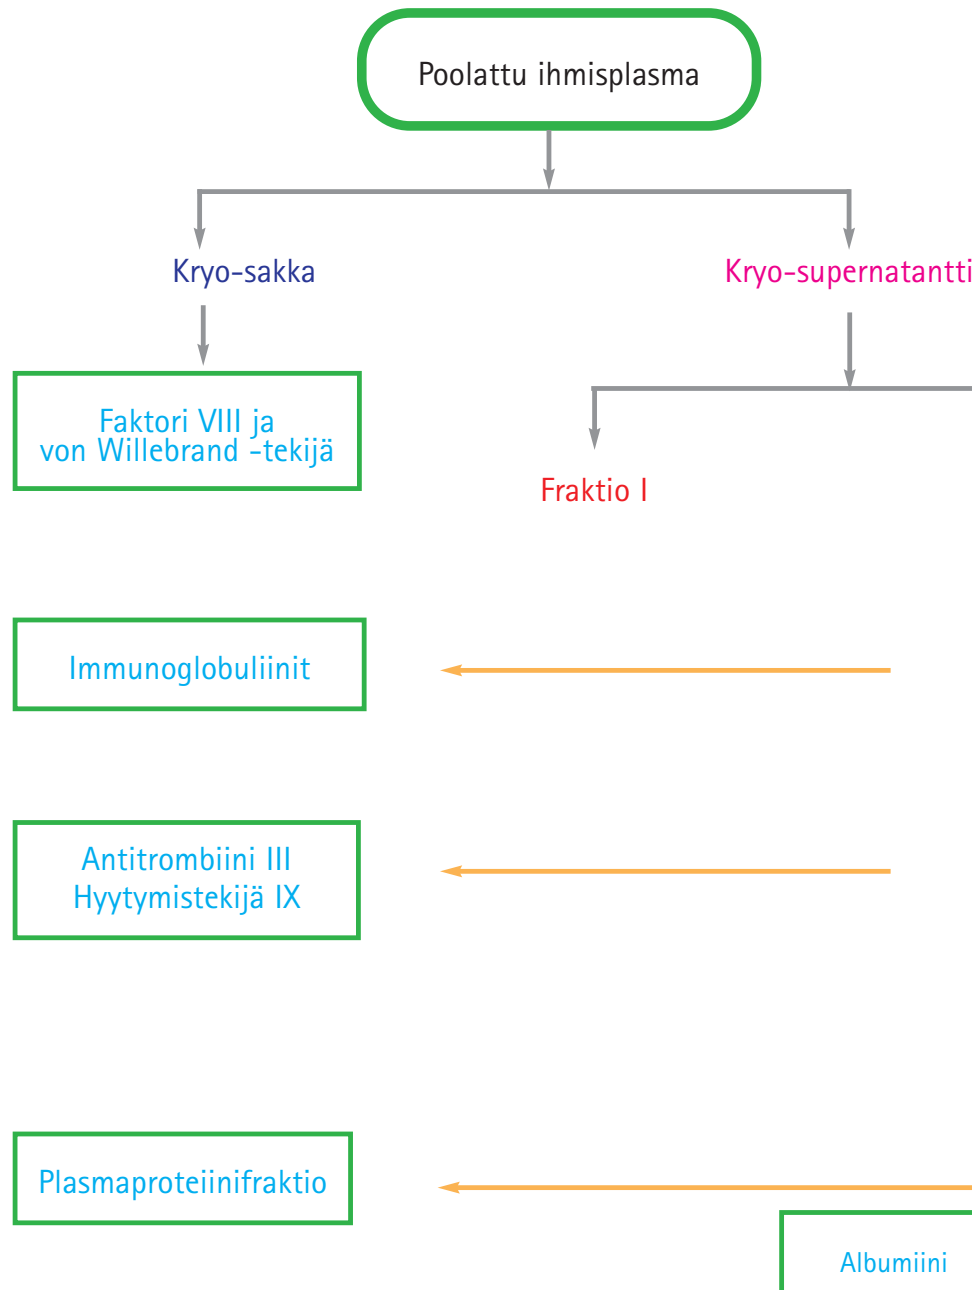 Poolattu ihmisplasma
Kryo-sakka
Kryo-supernatantti
Faktori VIII ja
von Willebrand -tekijä
Fraktio I
Immunoglobuliinit
Antitrombiini III
Hyytymistekijä IX
Plasmaproteiinifraktio
Albumiini